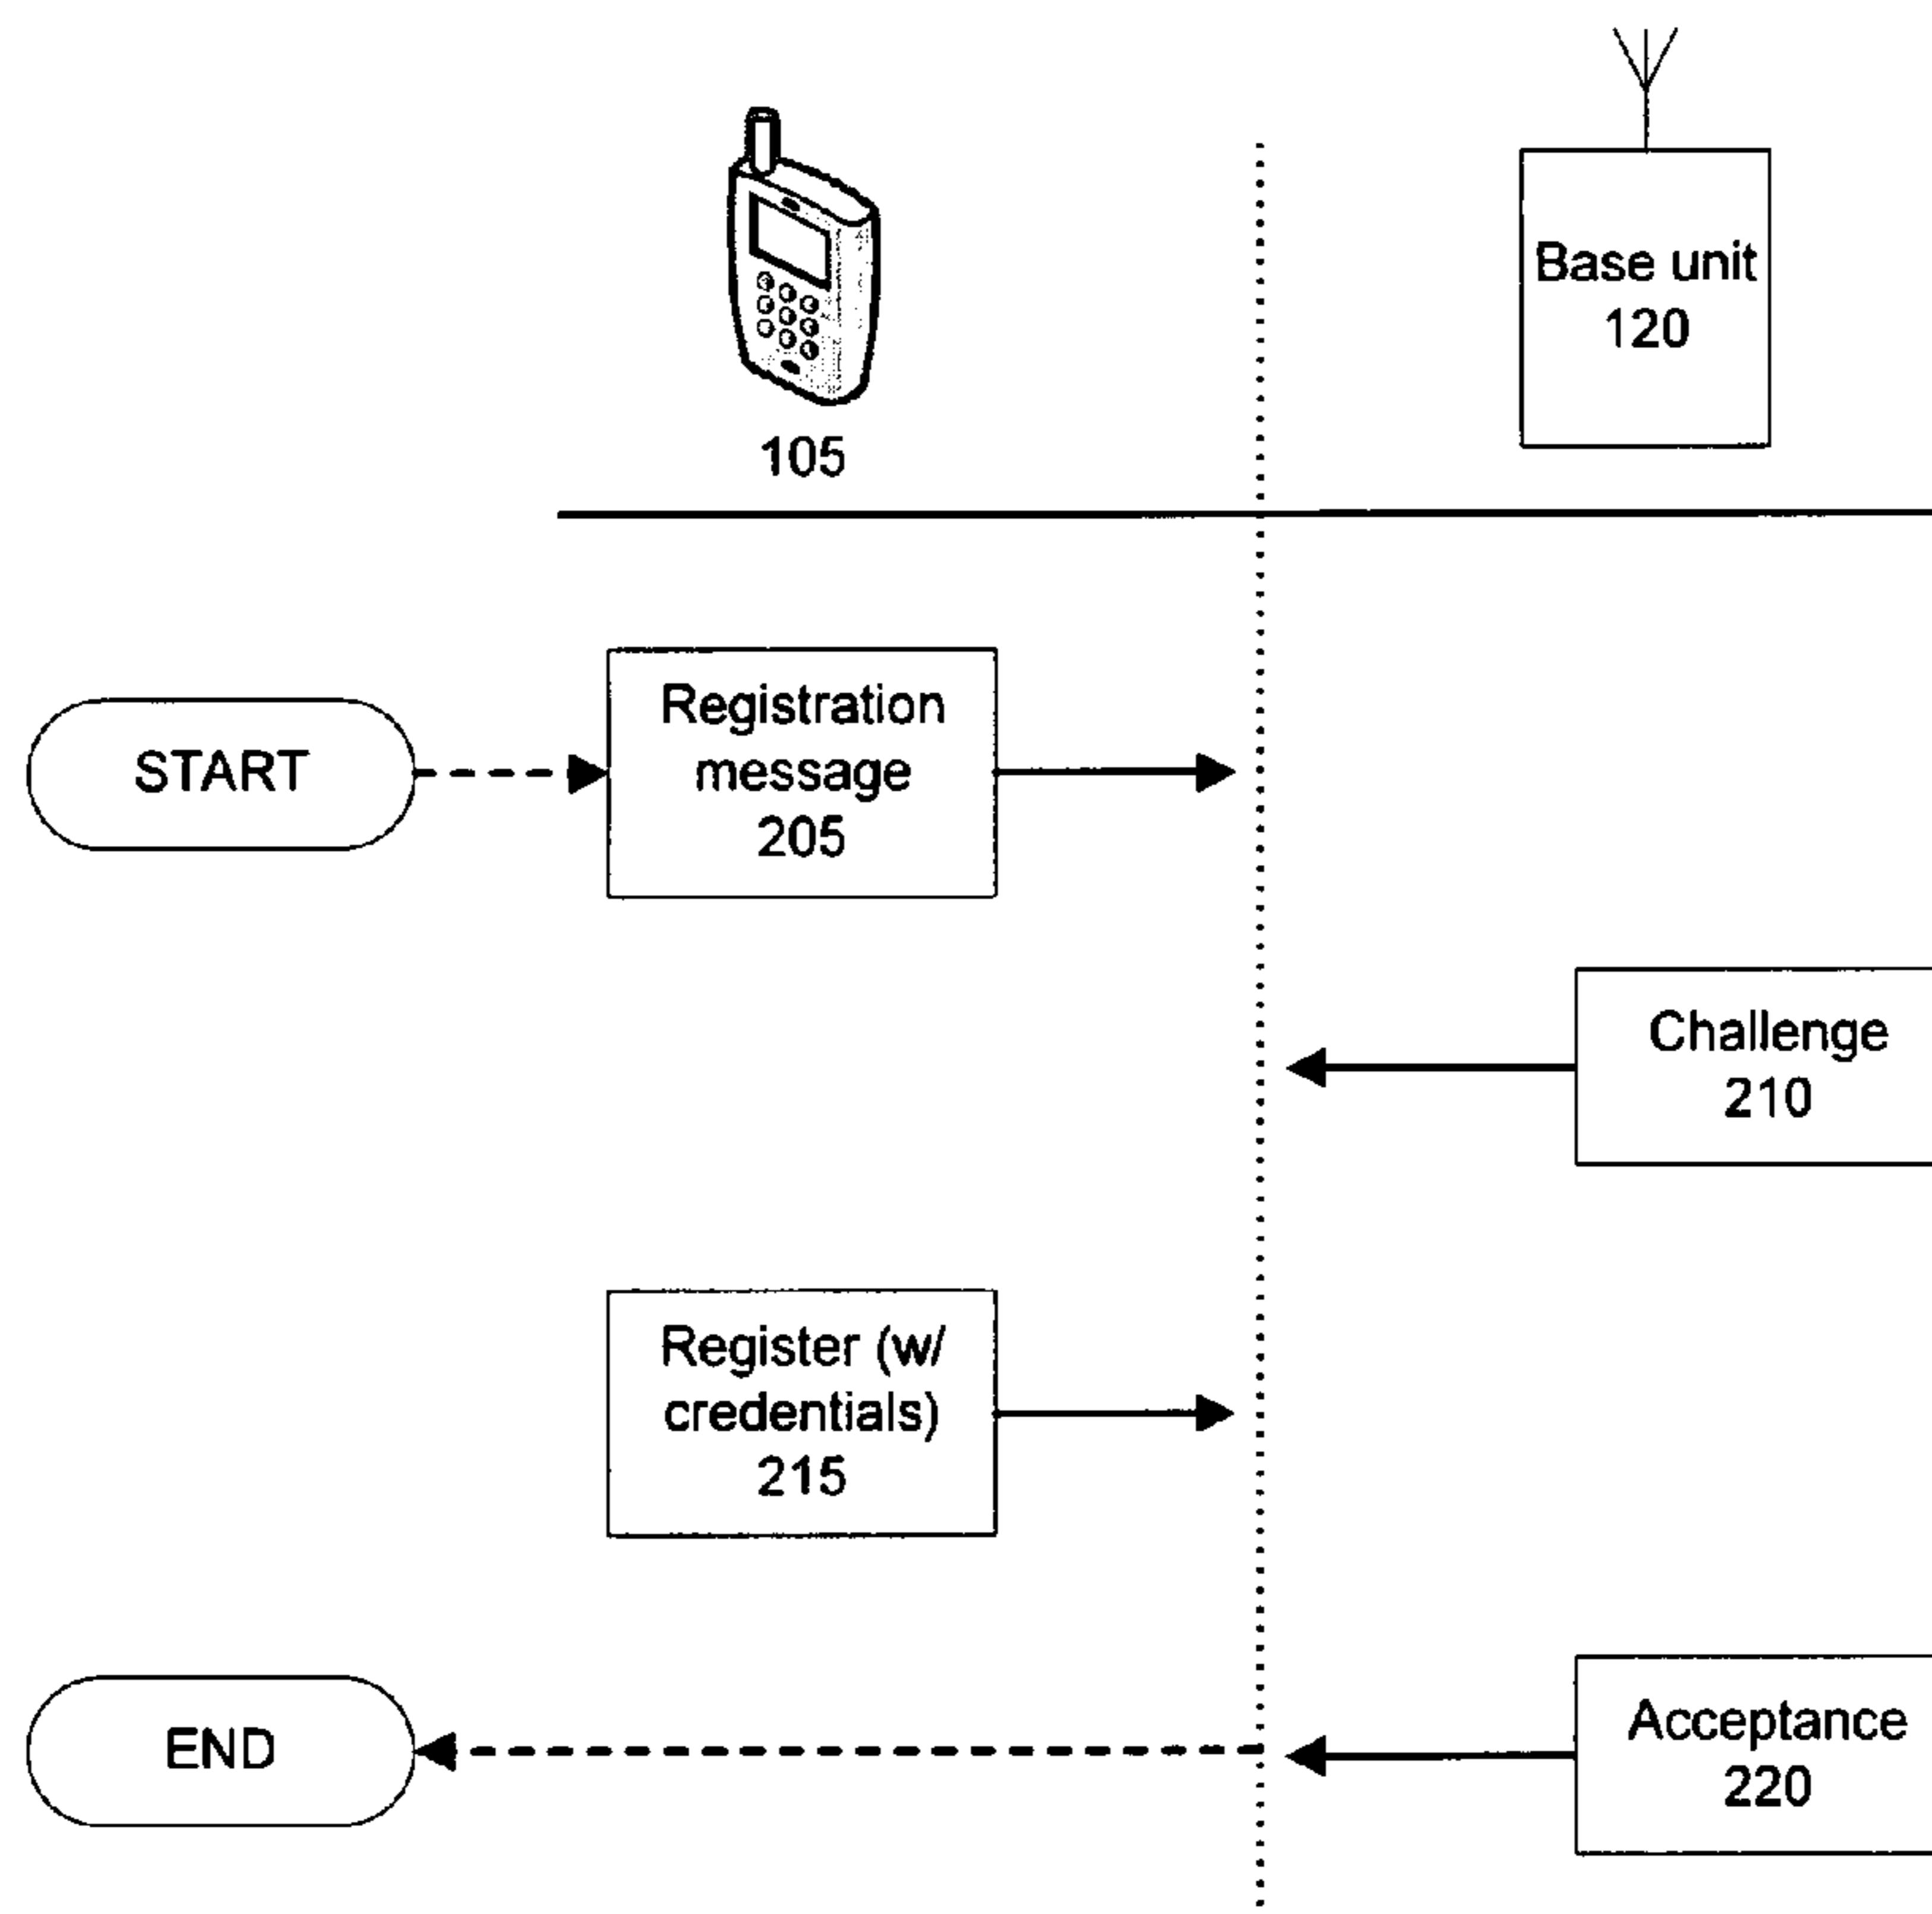 Base unit
120
105
START
Registration
message
205
Challenge
210
Register (w/
credentials)
215
END
Acceptance
220